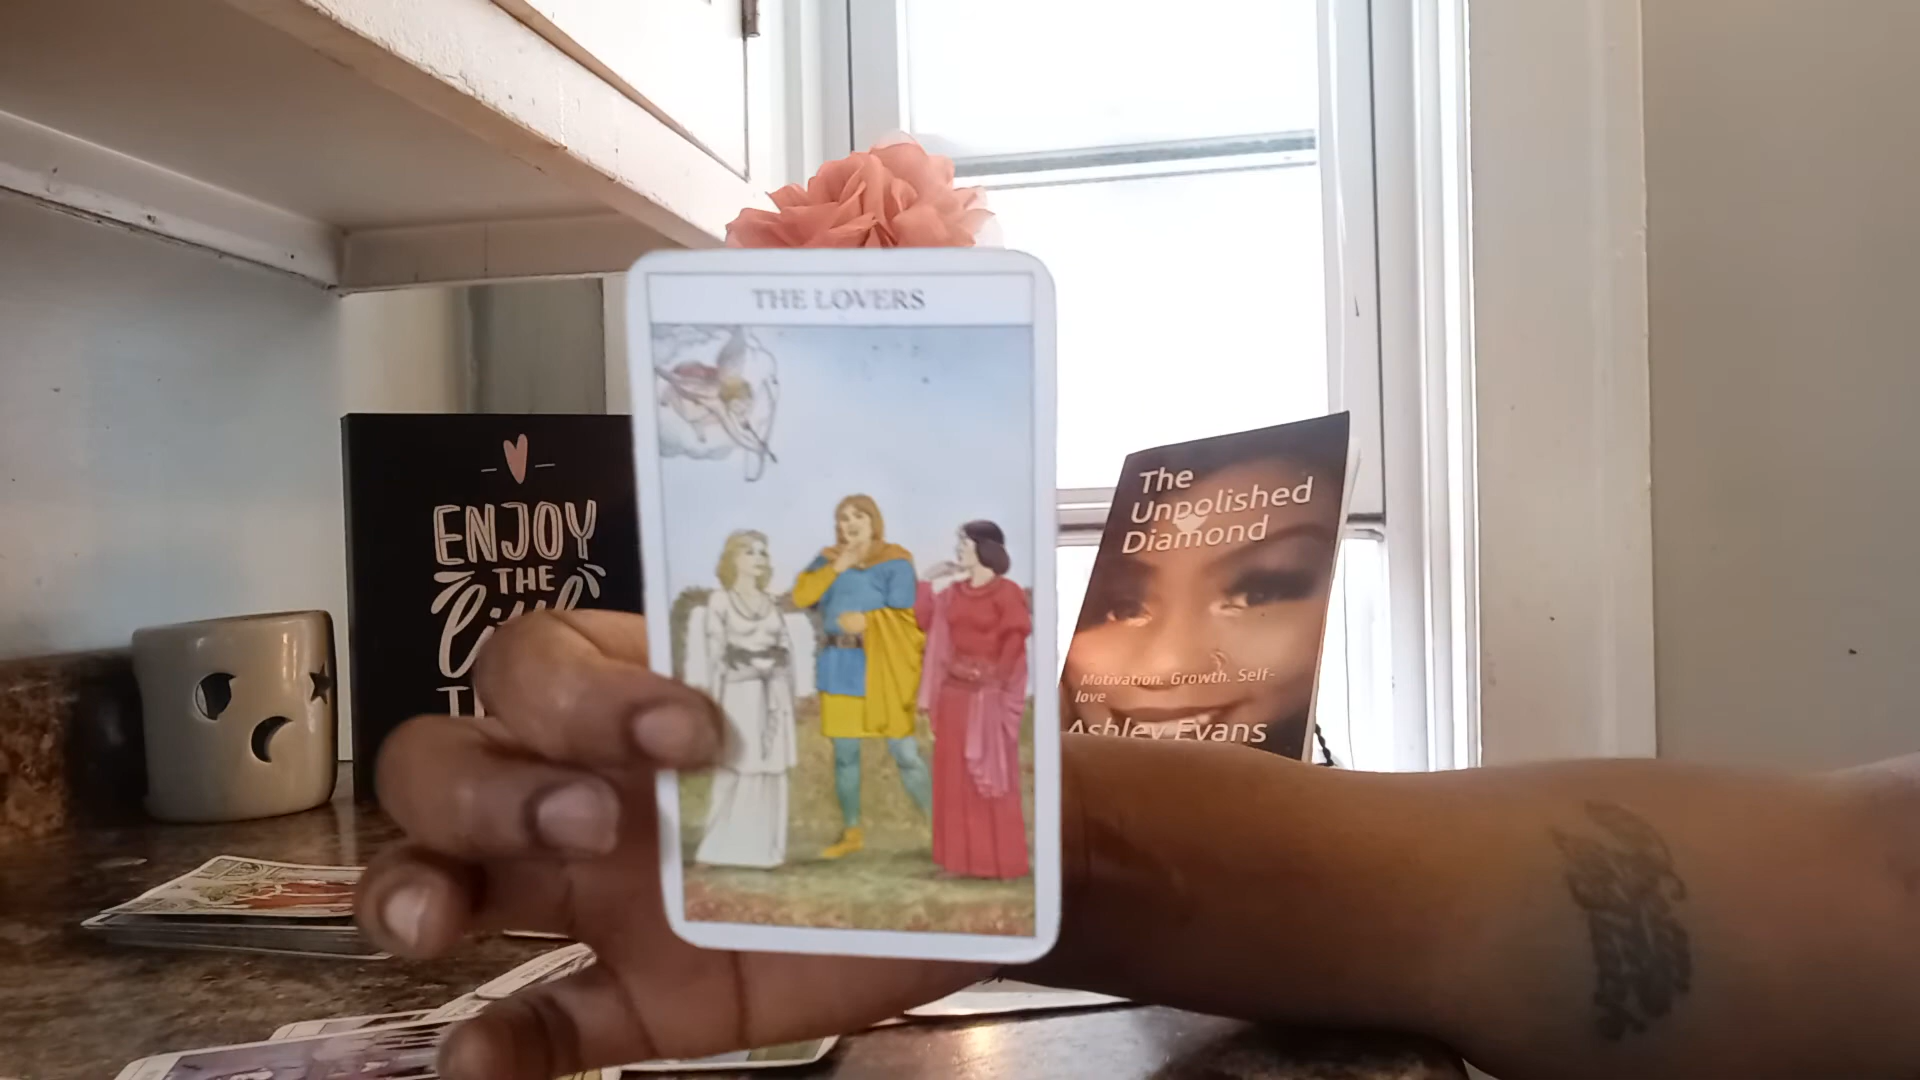 THE LOVERS
ENJOY
THE
The
Unpolished
Diamond
Motivation. Growth. Self-
love
Ashley Evans